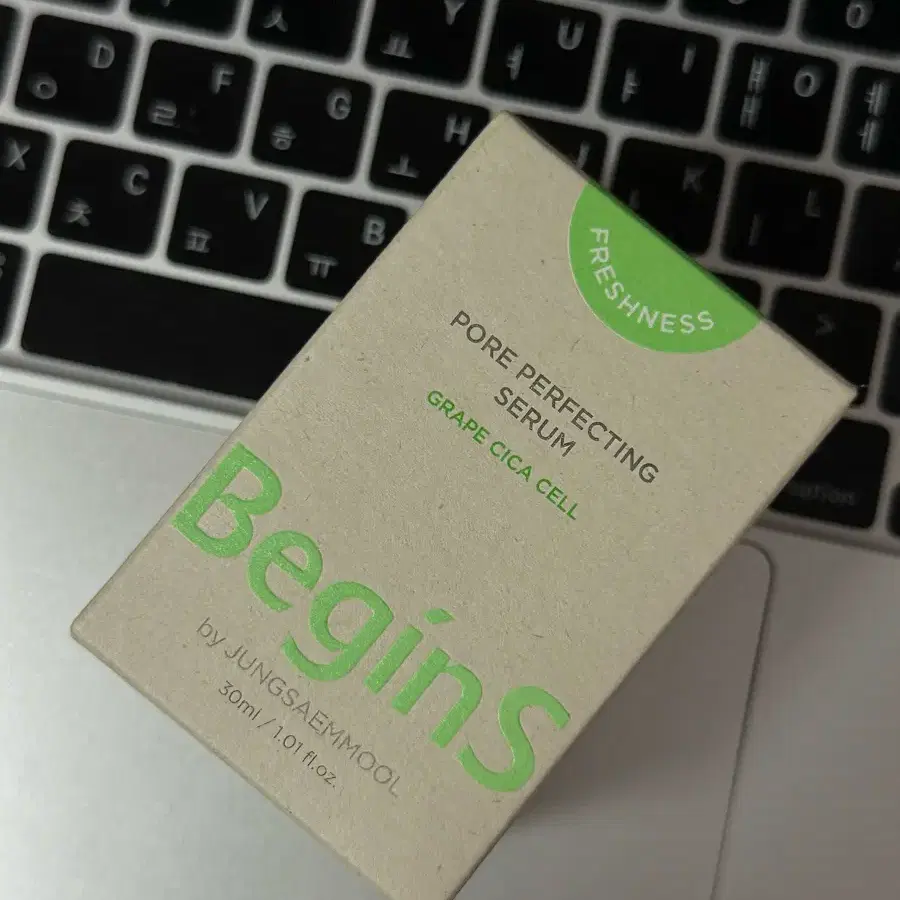 Y
ㅅ
ㅛ
U
ㅕ
I
ㅑ
O
ㅐ
ㅒ
ㅔ
ㅖ
D
ㅇ
F
ㄹ
G
ㅎ
H
ㅗ
K
L
ㅣ
X
C
ㅊ
V
ㅍ
B
ㅠ
>
FRESHNESS
PORE PERFECTING
SERUM
GRAPE CICA CELL
BeginS
by JUNGSAEMMOOL
30ml / 1.01 fl.oz.